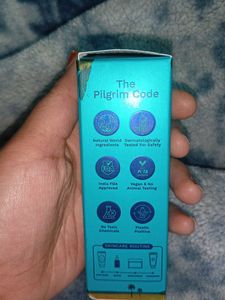 The
Pilgrim Code
Natural World
Ingredients
Dermatologically
Tested For Safety
India FDA
Approved
Vegan & No
Animal Testing
No Toxic
Chemicals
Plastic
Positive
SKINCARE ROUTINE